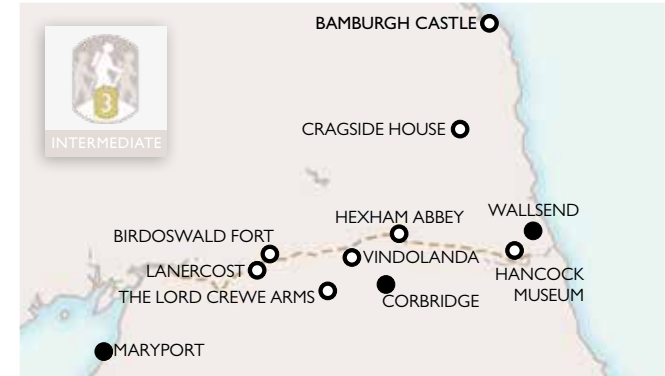 BAMBURGH CASTLE
3
INTERMEDIATE
CRAGSIDE HOUSE
HEXHAM ABBEY
WALLSEND
BIRDOSWALD FORT
VINDOLANDA
LANERCOST
HANCOCK
MUSEUM
THE LORD CREWE ARMS
CORBRIDGE
MARYPORT